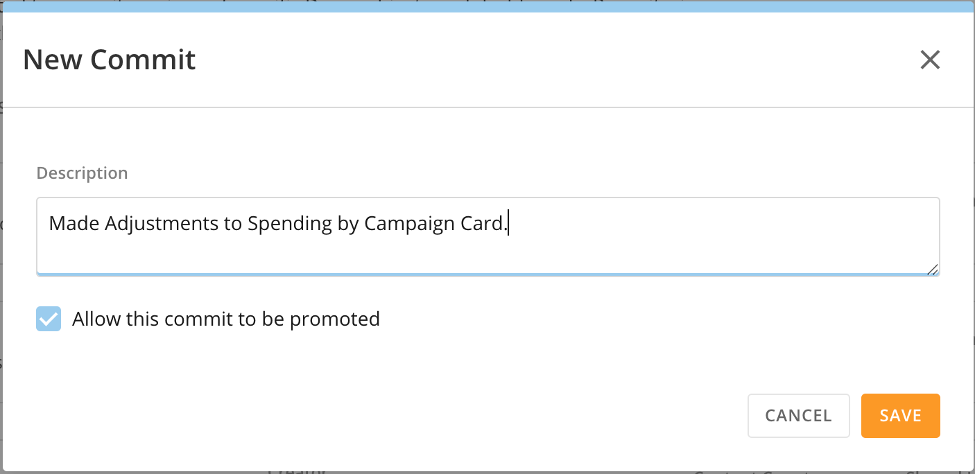 New Commit
Description
Made Adjustments to Spending by Campaign Card.
Allow this commit to be promoted
CANCEL
SAVE